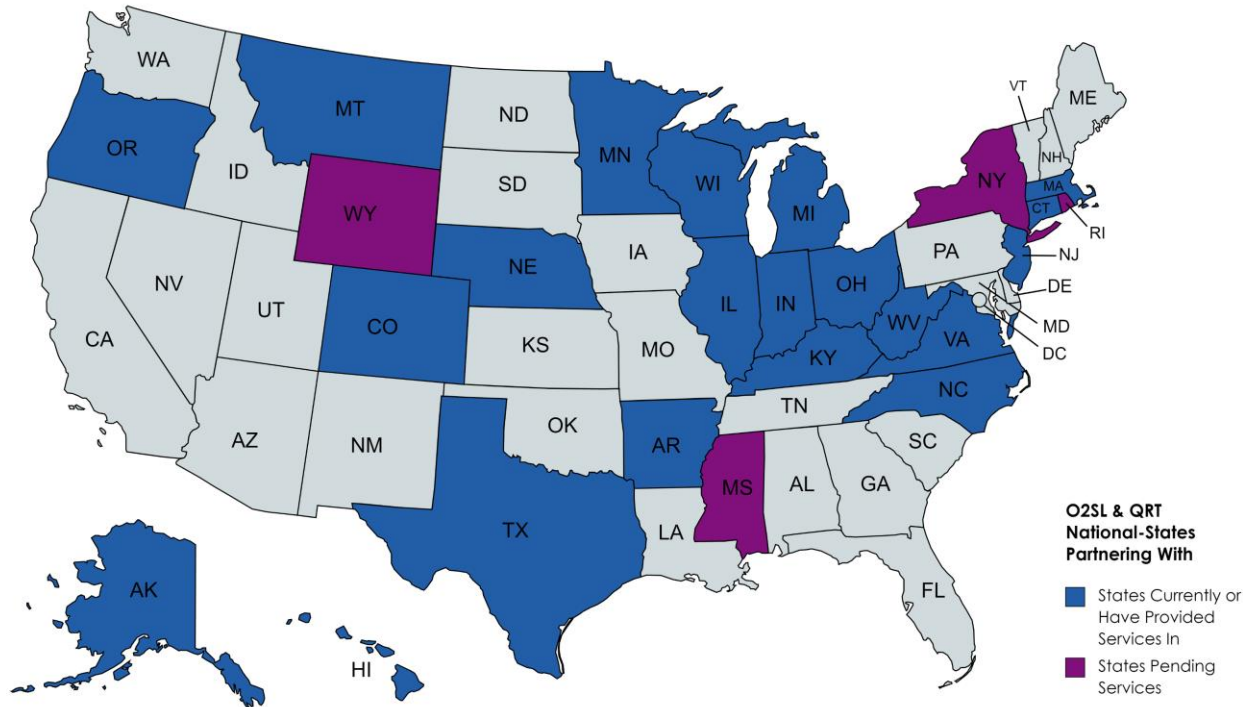 WA
MT
ND
MN
VT
ME
OR
ID
SD
WI
MI
NY
NH
MA
CT
RI
WY
IA
PA
NJ
NE
NV
UT
CO
IL
IN
OH
DE
MD
DC
CA
KS
MO
WV
VA
KY
NC
AZ
NM
OK
AR
TN
SC
TX
LA
MS
AL
GA
FL
AK
HI
O2SL & QRT
National-States
Partnering With
States Currently or
Have Provided
Services In
States Pending
Services